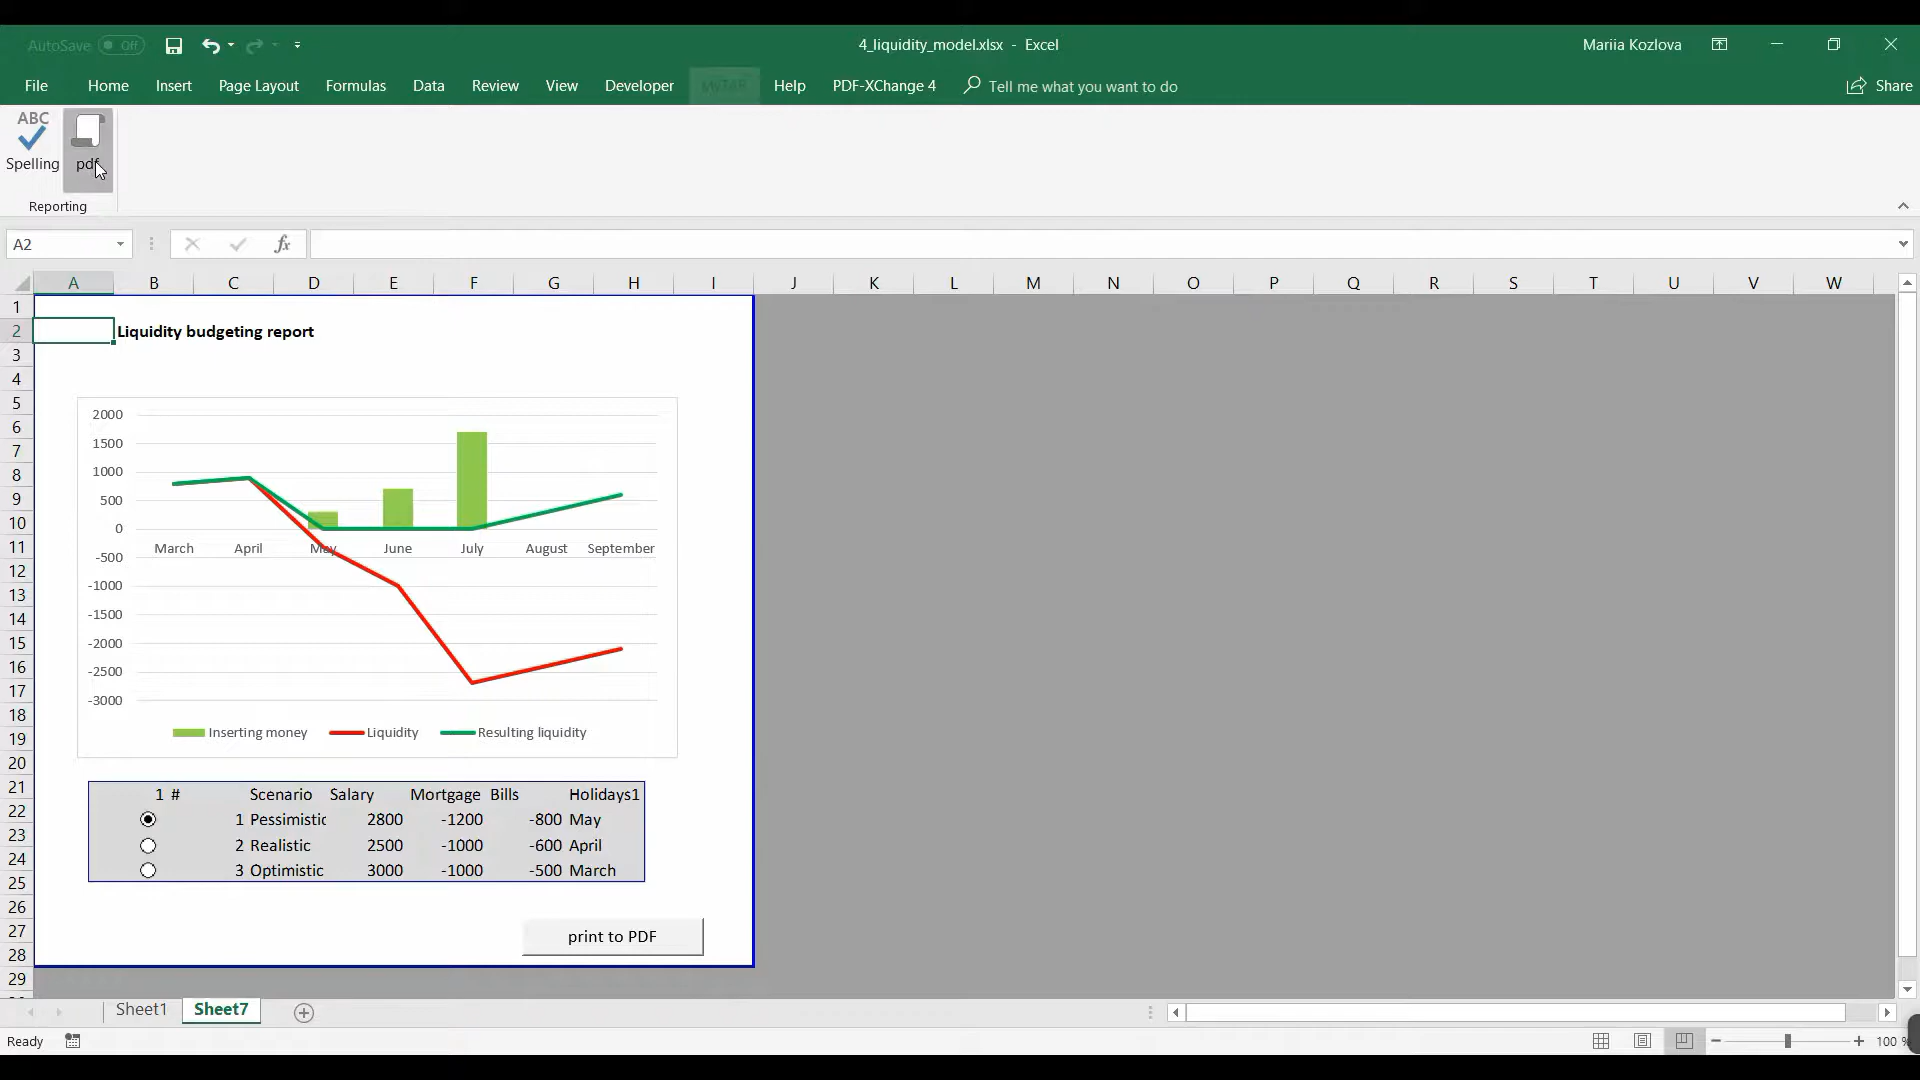 AutoSave Off
4_liquidity_model.xlsx - Excel
Mariia Kozlova
File Home Insert Page Layout Formulas Data Review View Developer MYTAB Help PDF-XChange 4 Tell me what you want to do Share
ABC
Spelling pdf
Reporting
A2
fx
A B C D E F G H I J K L M N O P Q R S T U V W
1
2 Liquidity budgeting report
3
4
5
6
7
8
9
10
11
12
13
14
15
16
17
18
19
20
21
22
23
24
25
26
27
28
29
2000
1500
1000
500
0
March April May June July August September
-500
-1000
-1500
-2000
-2500
-3000
Inserting money Liquidity Resulting liquidity
1 # Scenario Salary Mortgage Bills Holidays1
1 Pessimistic 2800 -1200 -800 May
2 Realistic 2500 -1000 -600 April
3 Optimistic 3000 -1000 -500 March
print to PDF
Sheet1 Sheet7
Ready
100 %